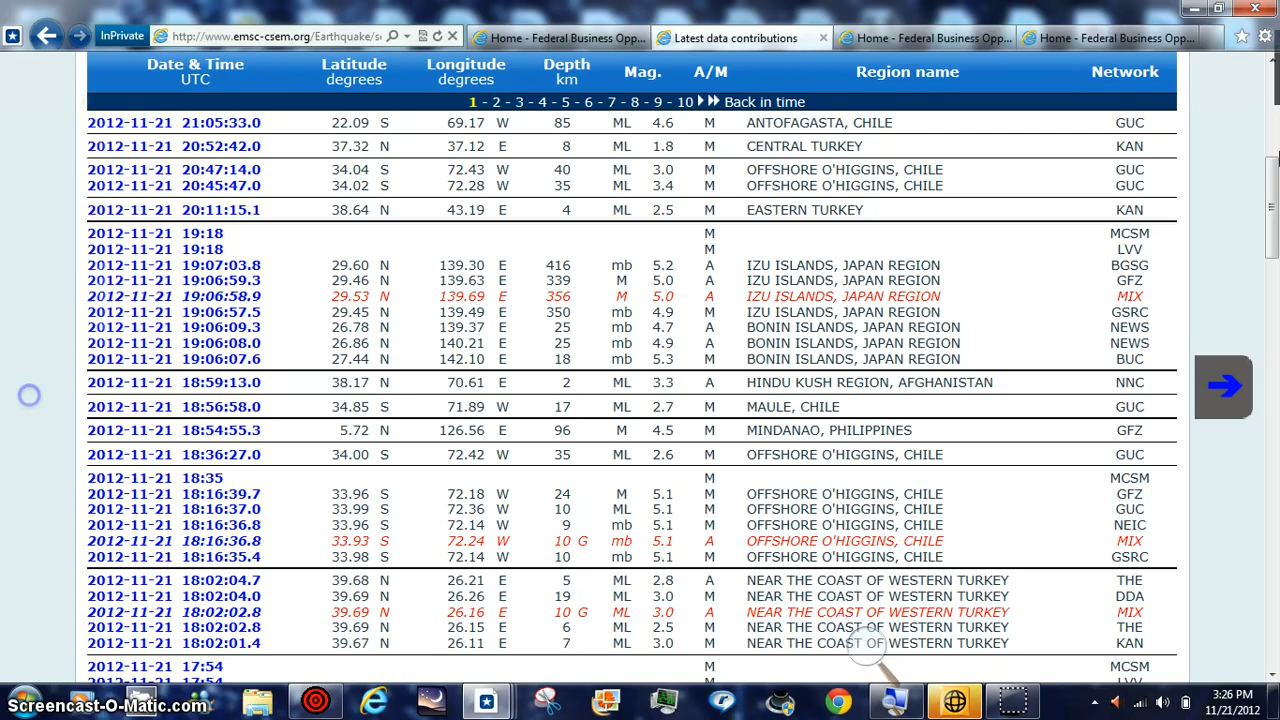 InPrivate http://www.emsc-csem.org/Earthquake/se Home - Federal Business Opp... Latest data contributions Home - Federal Business Opp... Home - Federal Business Opp...
Date & Time UTC Latitude degrees Longitude degrees Depth km Mag. A/M Region name Network
1 - 2 - 3 - 4 - 5 - 6 - 7 - 8 - 9 - 10 Back in time
2012-11-21 21:05:33.0 22.09 S 69.17 W 85 ML 4.6 M ANTOFAGASTA, CHILE GUC
2012-11-21 20:52:42.0 37.32 N 37.12 E 8 ML 1.8 M CENTRAL TURKEY KAN
2012-11-21 20:47:14.0 34.04 S 72.43 W 40 ML 3.0 M OFFSHORE O'HIGGINS, CHILE GUC
2012-11-21 20:45:47.0 34.02 S 72.28 W 35 ML 3.4 M OFFSHORE O'HIGGINS, CHILE GUC
2012-11-21 20:11:15.1 38.64 N 43.19 E 4 ML 2.5 M EASTERN TURKEY KAN
2012-11-21 19:18 M MCSM
2012-11-21 19:18 M LVV
2012-11-21 19:07:03.8 29.60 N 139.30 E 416 mb 5.2 A IZU ISLANDS, JAPAN REGION BGSG
2012-11-21 19:06:59.3 29.46 N 139.63 E 339 M 5.0 A IZU ISLANDS, JAPAN REGION GFZ
2012-11-21 19:06:58.9 29.53 N 139.69 E 356 M 5.0 A IZU ISLANDS, JAPAN REGION MIX
2012-11-21 19:06:57.5 29.45 N 139.49 E 350 mb 4.9 M IZU ISLANDS, JAPAN REGION GSRC
2012-11-21 19:06:09.3 26.78 N 139.37 E 25 mb 4.7 A BONIN ISLANDS, JAPAN REGION NEWS
2012-11-21 19:06:08.0 26.86 N 140.21 E 25 mb 4.9 A BONIN ISLANDS, JAPAN REGION NEWS
2012-11-21 19:06:07.6 27.44 N 142.10 E 18 mb 5.3 M BONIN ISLANDS, JAPAN REGION BUC
2012-11-21 18:59:13.0 38.17 N 70.61 E 2 ML 3.3 A HINDU KUSH REGION, AFGHANISTAN NNC
2012-11-21 18:56:58.0 34.85 S 71.89 W 17 ML 2.7 M MAULE, CHILE GUC
2012-11-21 18:54:55.3 5.72 N 126.56 E 96 M 4.5 M MINDANAO, PHILIPPINES GFZ
2012-11-21 18:36:27.0 34.00 S 72.42 W 35 ML 2.6 M OFFSHORE O'HIGGINS, CHILE GUC
2012-11-21 18:35 M MCSM
2012-11-21 18:16:39.7 33.96 S 72.18 W 24 M 5.1 M OFFSHORE O'HIGGINS, CHILE GFZ
2012-11-21 18:16:37.0 33.99 S 72.36 W 10 ML 5.1 M OFFSHORE O'HIGGINS, CHILE GUC
2012-11-21 18:16:36.8 33.96 S 72.14 W 9 mb 5.1 M OFFSHORE O'HIGGINS, CHILE NEIC
2012-11-21 18:16:36.8 33.93 S 72.24 W 10 G mb 5.1 A OFFSHORE O'HIGGINS, CHILE MIX
2012-11-21 18:16:35.4 33.98 S 72.14 W 10 mb 5.1 M OFFSHORE O'HIGGINS, CHILE GSRC
2012-11-21 18:02:04.7 39.68 N 26.21 E 5 ML 2.8 A NEAR THE COAST OF WESTERN TURKEY THE
2012-11-21 18:02:04.0 39.69 N 26.26 E 19 ML 3.0 M NEAR THE COAST OF WESTERN TURKEY DDA
2012-11-21 18:02:02.8 39.69 N 26.16 E 10 G ML 3.0 A NEAR THE COAST OF WESTERN TURKEY MIX
2012-11-21 18:02:02.8 39.69 N 26.15 E 6 ML 2.5 M NEAR THE COAST OF WESTERN TURKEY THE
2012-11-21 18:02:01.4 39.67 N 26.11 E 7 ML 3.0 M NEAR THE COAST OF WESTERN TURKEY KAN
2012-11-21 17:54 M MCSM
Screencast-O-Matic.com 3:26 PM
11/21/2012